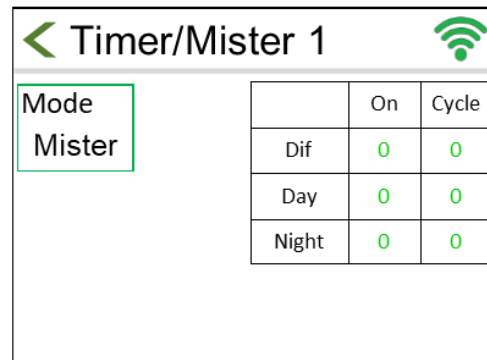 Timer/Mister 1
Mode
Mister
On Cycle
Dif 0 0
Day 0 0
Night 0 0